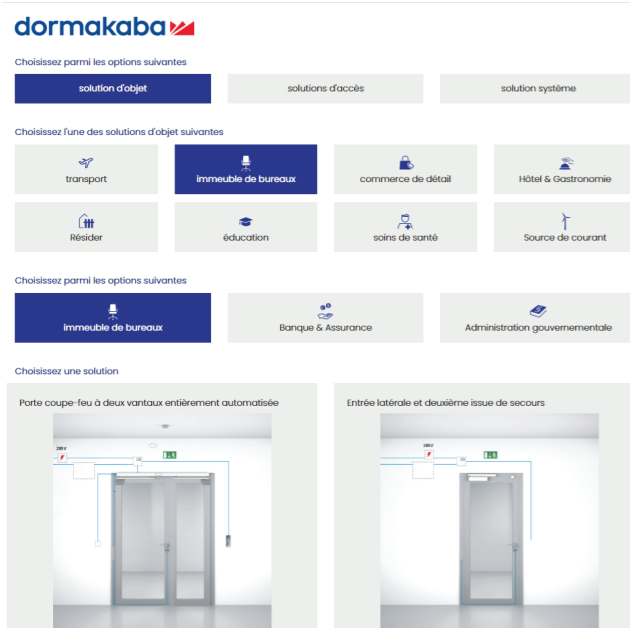 dormakaba
Choisissez parmi les options suivantes
solution d'objet
solutions d'accès
solution système
Choisissez l'une des solutions d'objet suivantes
transport
immeuble de bureaux
commerce de détail
Hôtel & Gastronomie
Résider
éducation
soins de santé
Source de courant
Choisissez parmi les options suivantes
immeuble de bureaux
Banque & Assurance
Administration gouvernementale
Choisissez une solution
Porte coupe-feu à deux vantaux entièrement automatisée
Entrée latérale et deuxième issue de secours
230 V
230V